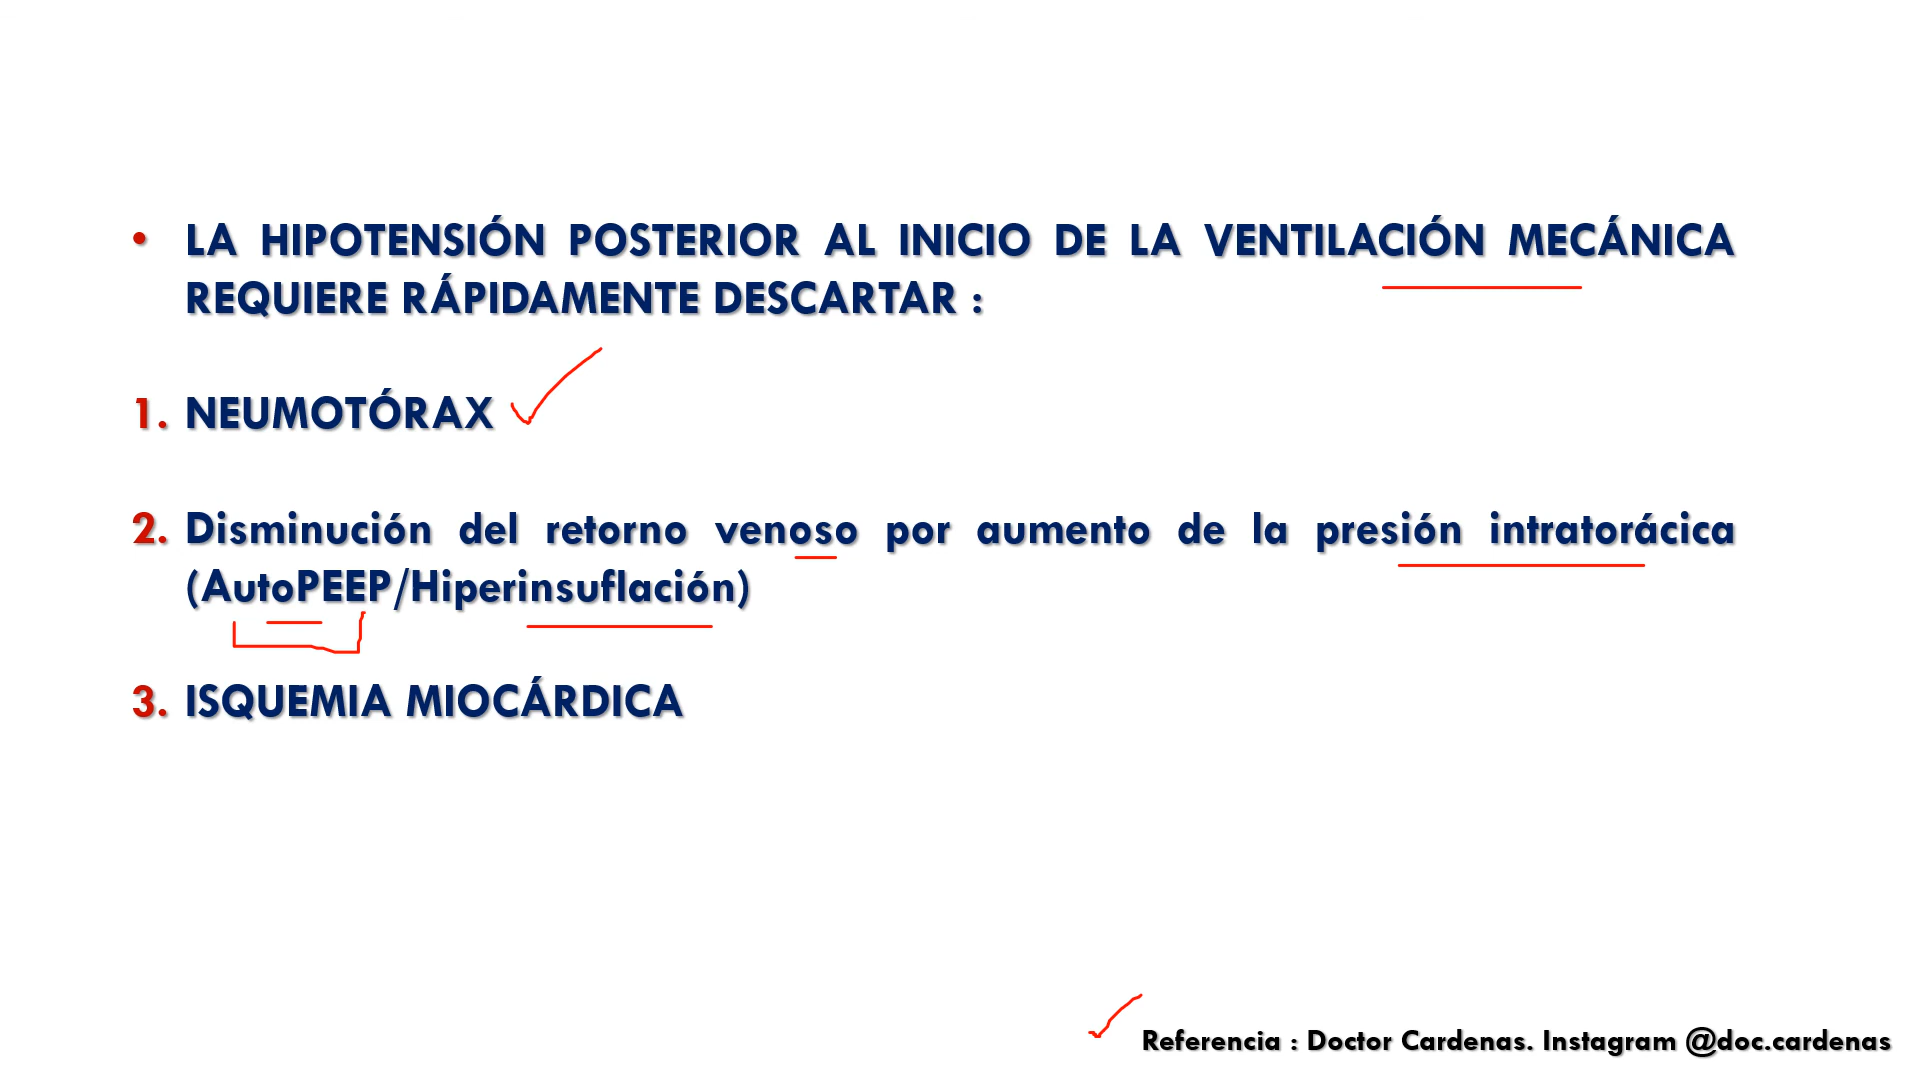 • LA HIPOTENSIÓN POSTERIOR AL INICIO DE LA VENTILACIÓN MECÁNICA
REQUIERE RÁPIDAMENTE DESCARTAR :
1. NEUMOTÓRAX
2. Disminución del retorno venoso por aumento de la presión intratorácica
(AutoPEEP/Hiperinsuflación)
3. ISQUEMIA MIOCÁRDICA
Referencia : Doctor Cardenas. Instagram @doc.cardenas